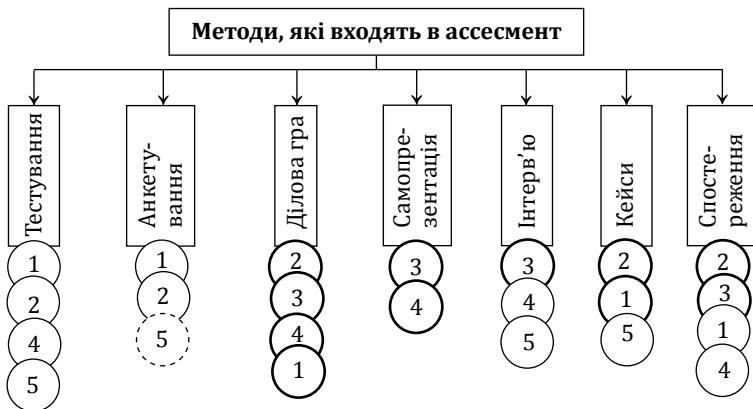 Методи, які входять в ассесмент
Тестування
Анкету-
вання
Ділова гра
Самопре-
зентація
Інтерв’ю
Кейси
Спосте-
реження
1
2
4
5
1
2
5
2
3
4
1
3
4
3
4
5
2
1
5
2
3
1
4